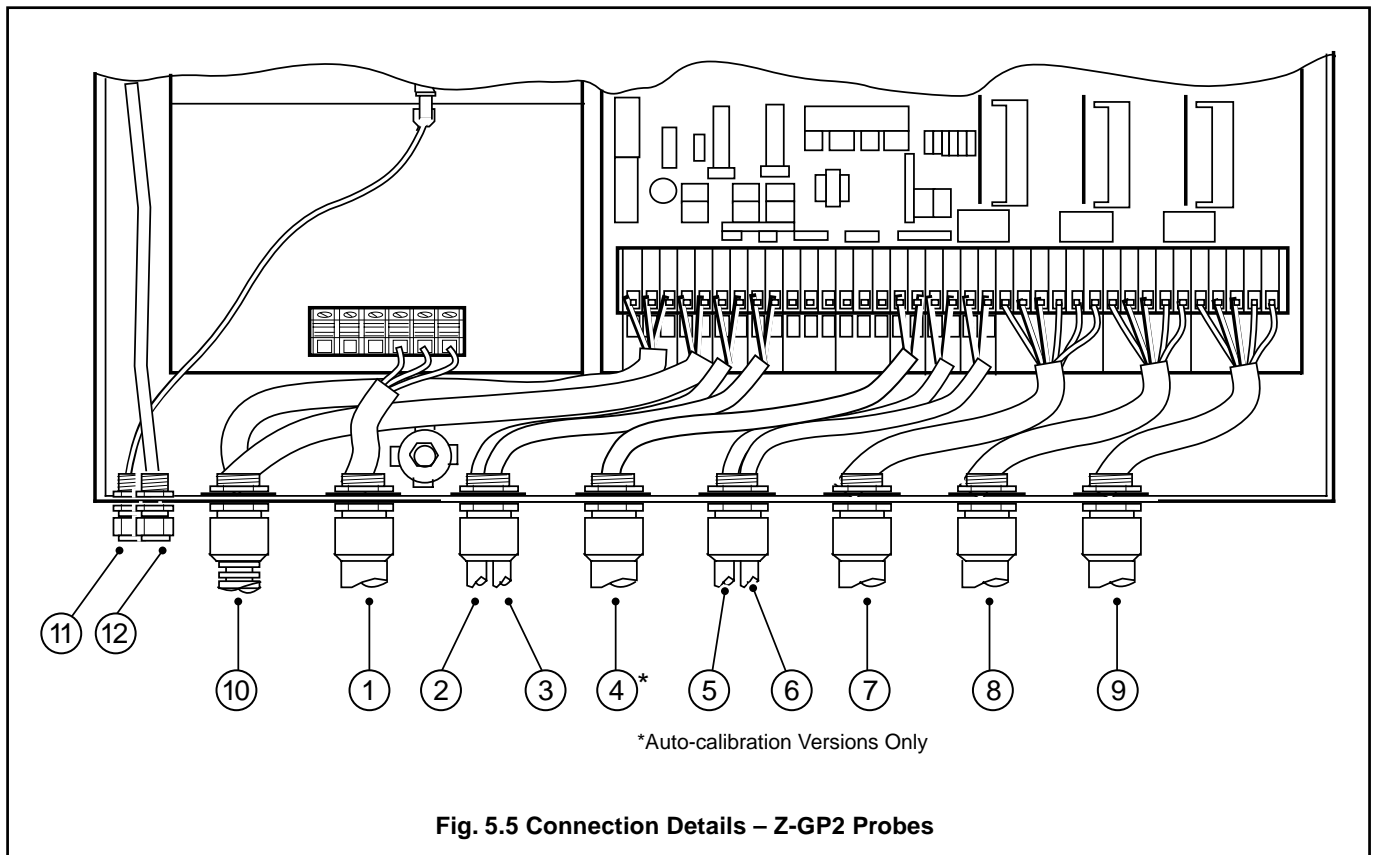 11 12
10 1 2 3 4* 5 6 7 8 9
*Auto-calibration Versions Only
Fig. 5.5 Connection Details – Z-GP2 Probes